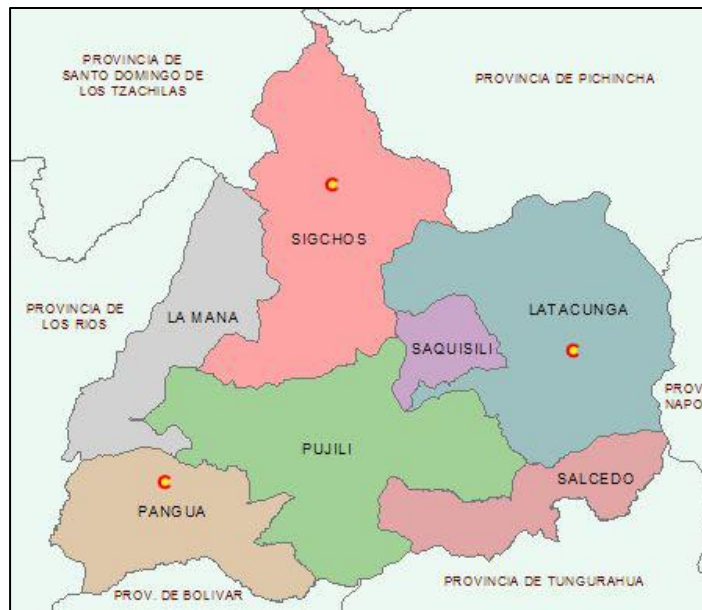 PROVINCIA DE
SANTO DOMINGO DE
LOS TZACHILAS
PROVINCIA DE PICHINCHA
C
SIGCHOS
PROVINCIA DE
LOS RIOS
LA MANA
LATACUNGA
SAQUISILI
C
PROV
NAPO
PUJILI
SALCEDO
C
PANGUA
PROV. DE BOLIVAR
PROVINCIA DE TUNGURAHUA